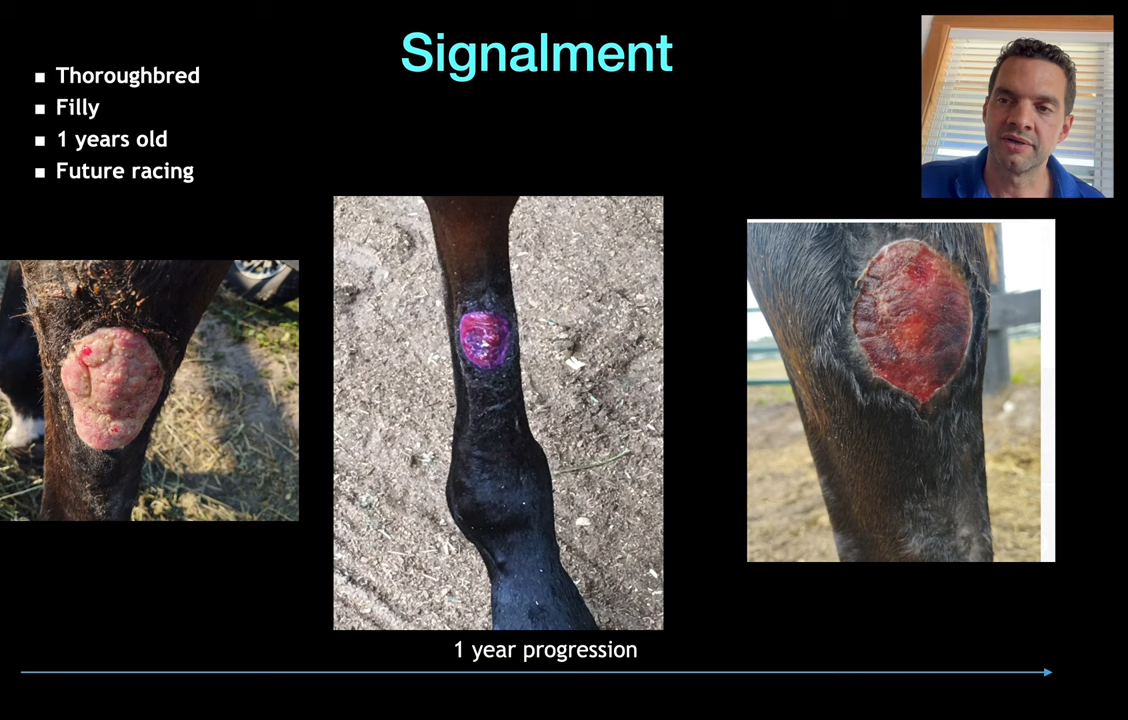 Signalment
Thoroughbred
Filly
1 years old
Future racing
1 year progression